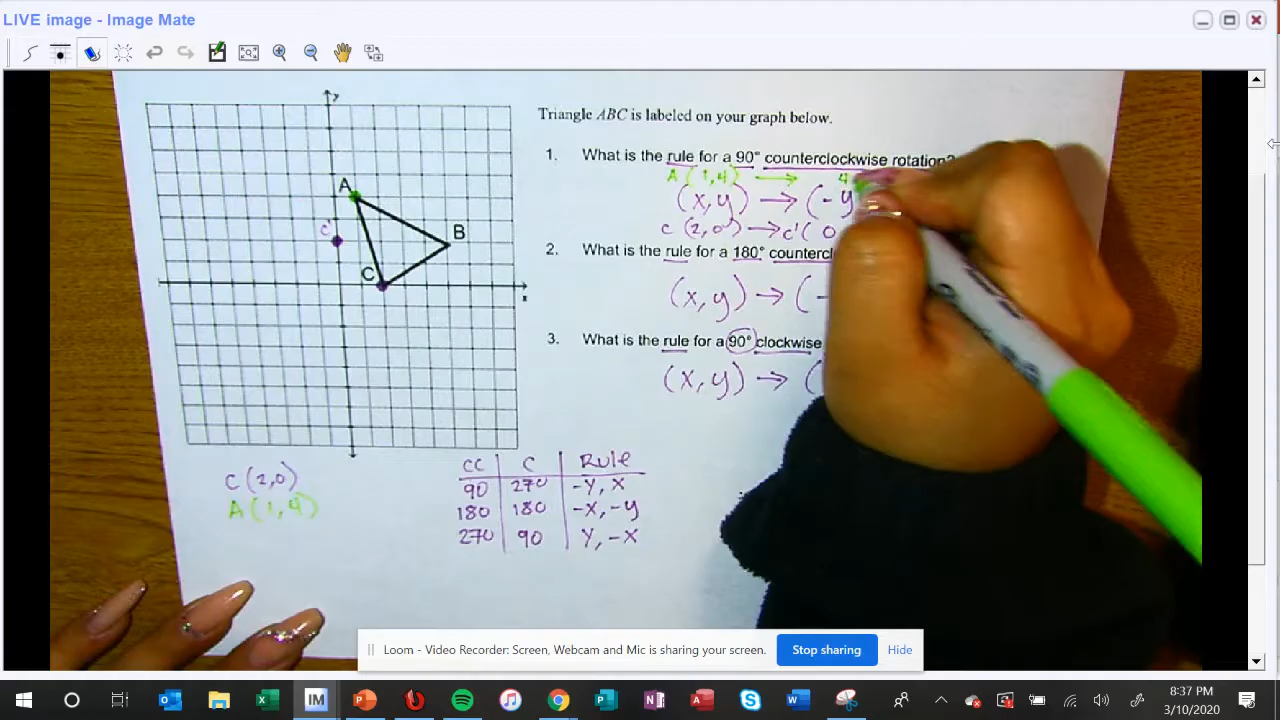 LIVE image - Image Mate
y
A
B
C'
C
x
Triangle ABC is labeled on your graph below.
1. What is the rule for a 90° counterclockwise rotation?
A (1,4) → 4
(x,y) → (-y
C (2,0) → C' ( 0
2. What is the rule for a 180° countercl
(x,y) → (-
3. What is the rule for a 90° clockwise
(x,y) → (
C (2,0)
A (1,4)
CC C Rule
90 270 -y, x
180 180 -x, -y
270 90 y, -x
Loom - Video Recorder: Screen, Webcam and Mic is sharing your screen.
Stop sharing
Hide
IM
8:37 PM
3/10/2020